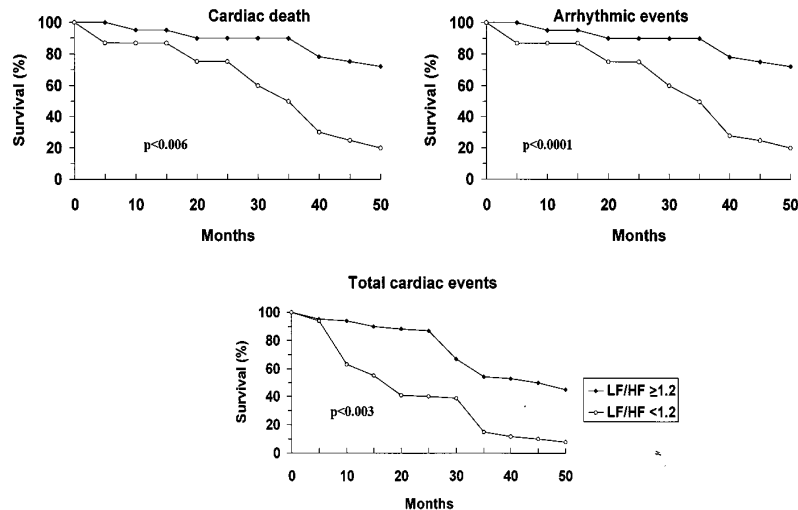 Cardiac death
Survival (%)
100
80
60
40
20
0
p<0.006
0 10 20 30 40 50
Months
Arrhythmic events
Survival (%)
100
80
60
40
20
0
p<0.0001
0 10 20 30 40 50
Months
Total cardiac events
Survival (%)
100
80
60
40
20
0
p<0.003
0 10 20 30 40 50
Months
LF/HF ≥1.2
LF/HF <1.2